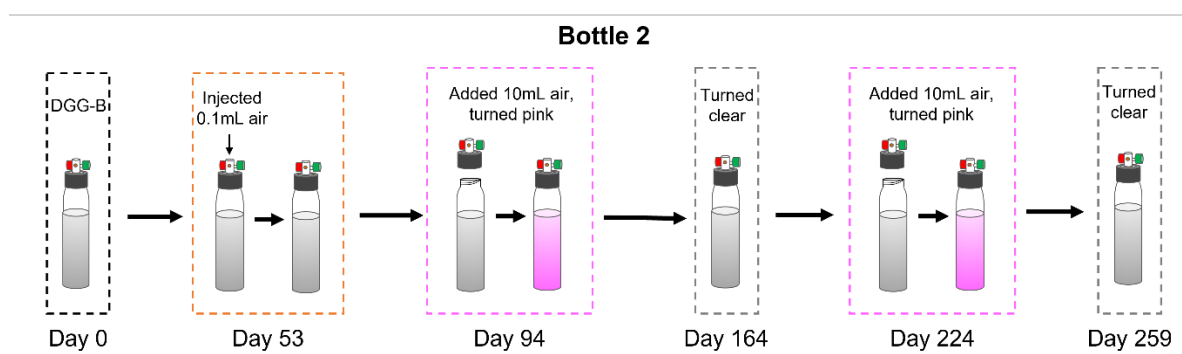 Bottle 2
DGG-B
Injected
0.1mL air
Added 10mL air,
turned pink
Turned
clear
Added 10mL air,
turned pink
Turned
clear
Day 0
Day 53
Day 94
Day 164
Day 224
Day 259